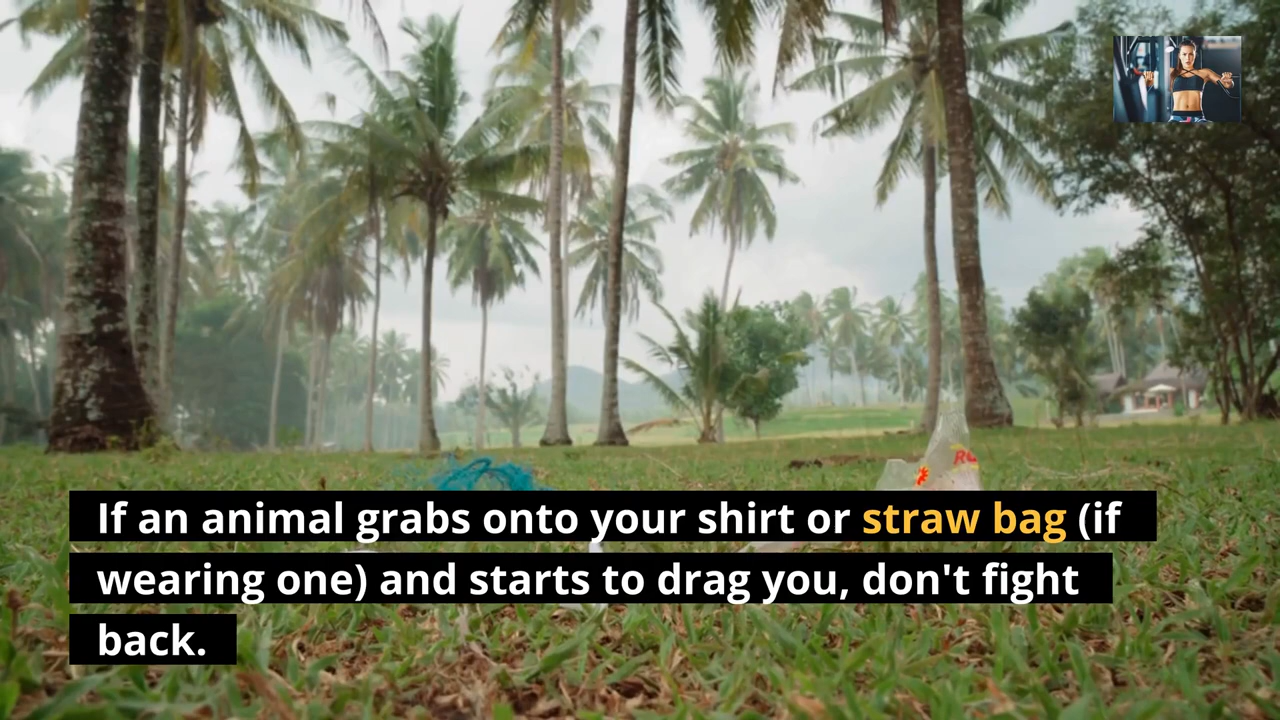 If an animal grabs onto your shirt or straw bag (if
wearing one) and starts to drag you, don't fight
back.